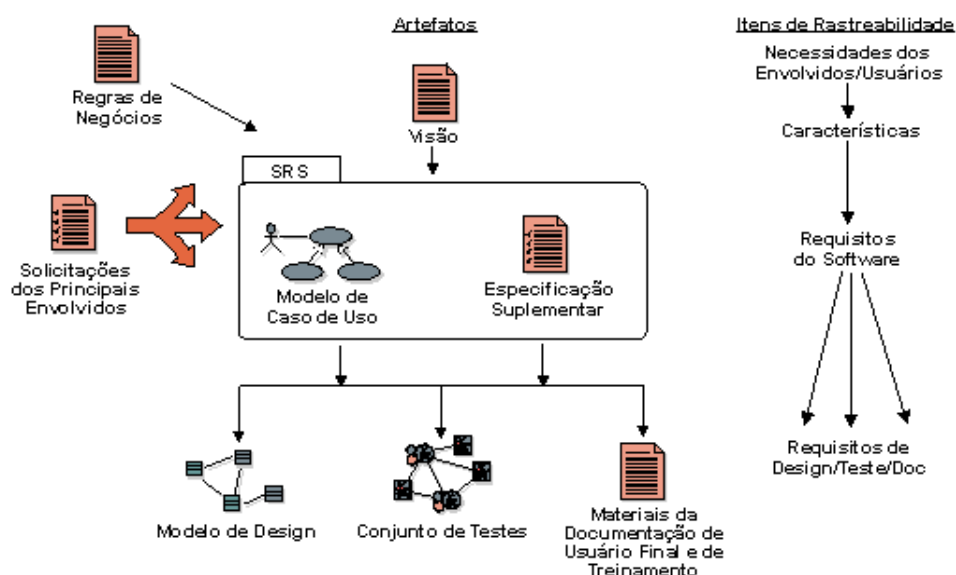 Artefatos
Itens de Rastreabilidade
Regras de
Negócios
Visão
Necessidades dos
Envolvidos/Usuários
Características
SRS
Solicitações
dos Principais
Envolvidos
Modelo de
Caso de Uso
Especificação
Suplementar
Requisitos
do Software
Modelo de Design
Conjunto de Testes
Materiais da
Documentação de
Usuário Final e de
Treinamento
Requisitos de
Design/Teste/Doc